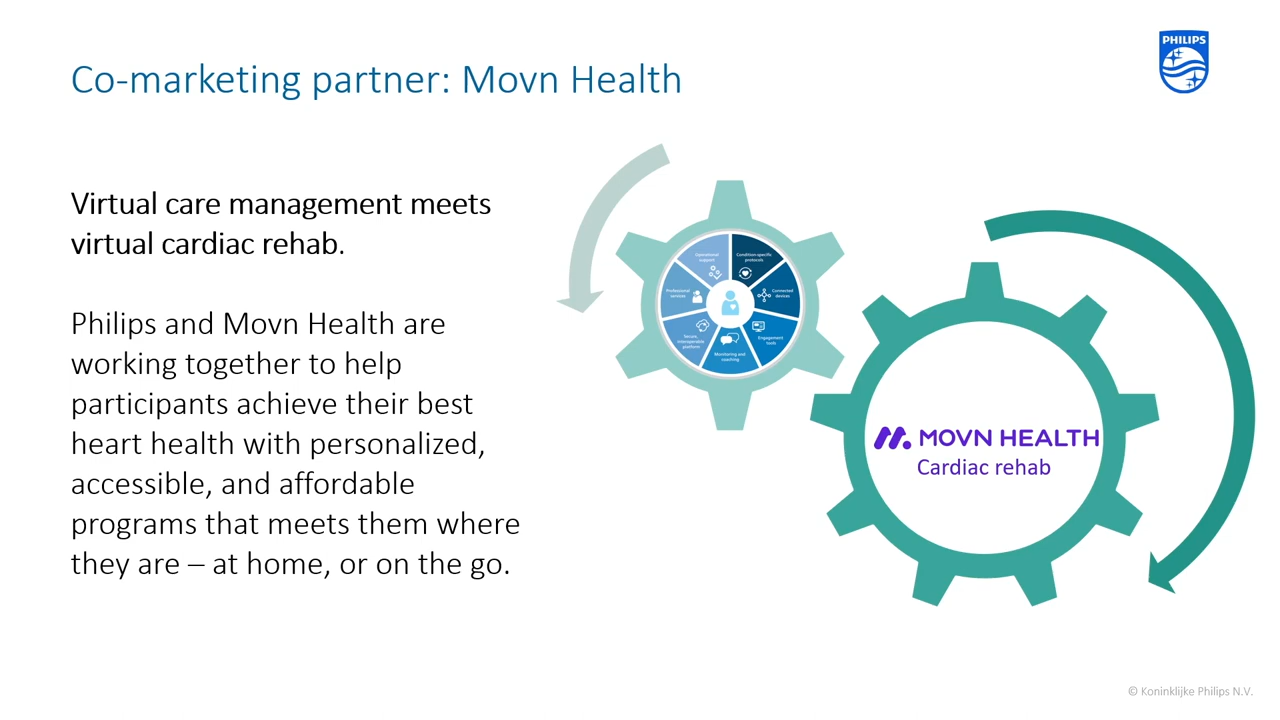 Co-marketing partner: Movn Health
PHILIPS
Virtual care management meets
virtual cardiac rehab.
Philips and Movn Health are
working together to help
participants achieve their best
heart health with personalized,
accessible, and affordable
programs that meets them where
they are – at home, or on the go.
Operational
support
Condition-specific
protocols
Professional
services
Connected
devices
Secure,
interoperable
platform
Engagement
tools
Monitoring and
coaching
MOVN HEALTH
Cardiac rehab
© Koninklijke Philips N.V.